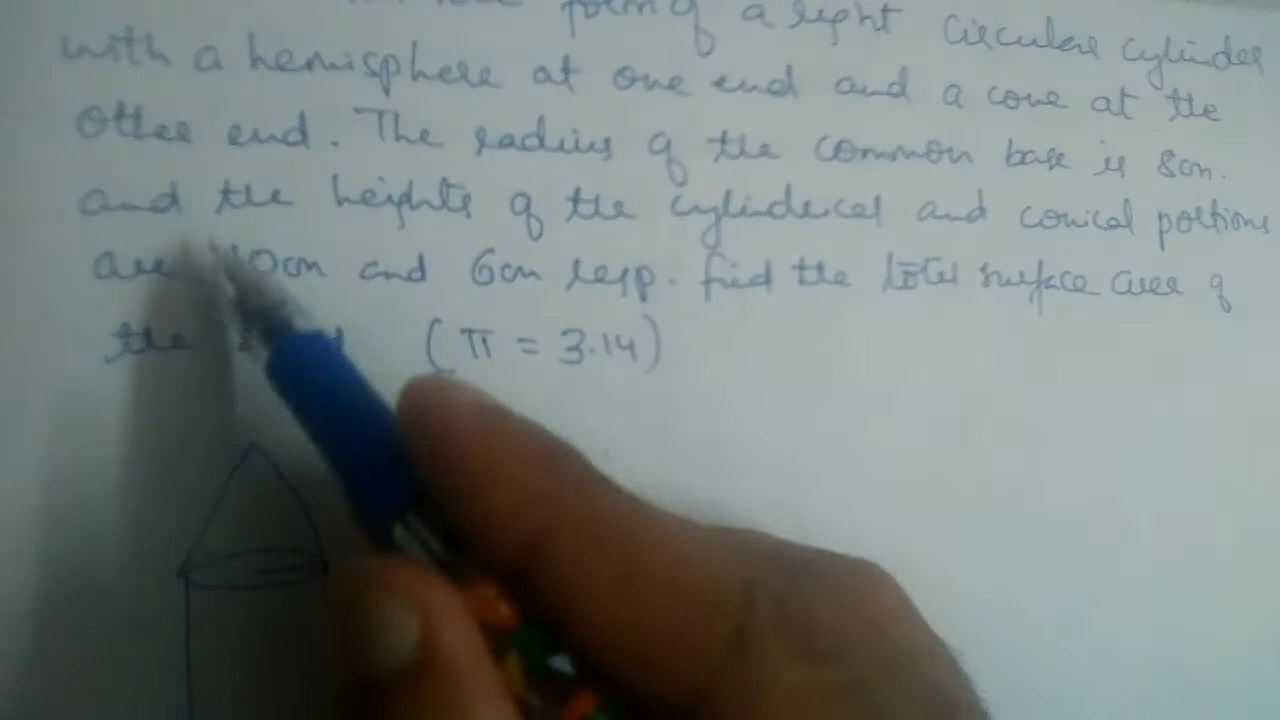 form of a right circular cylinder
with a hemisphere at one end and a cone at the
other end. The radius of the common base is 8cm.
and the heights of the cylinderical and conical portions
are 10cm and 6cm resp. find the total surface area of
the
(π = 3.14)